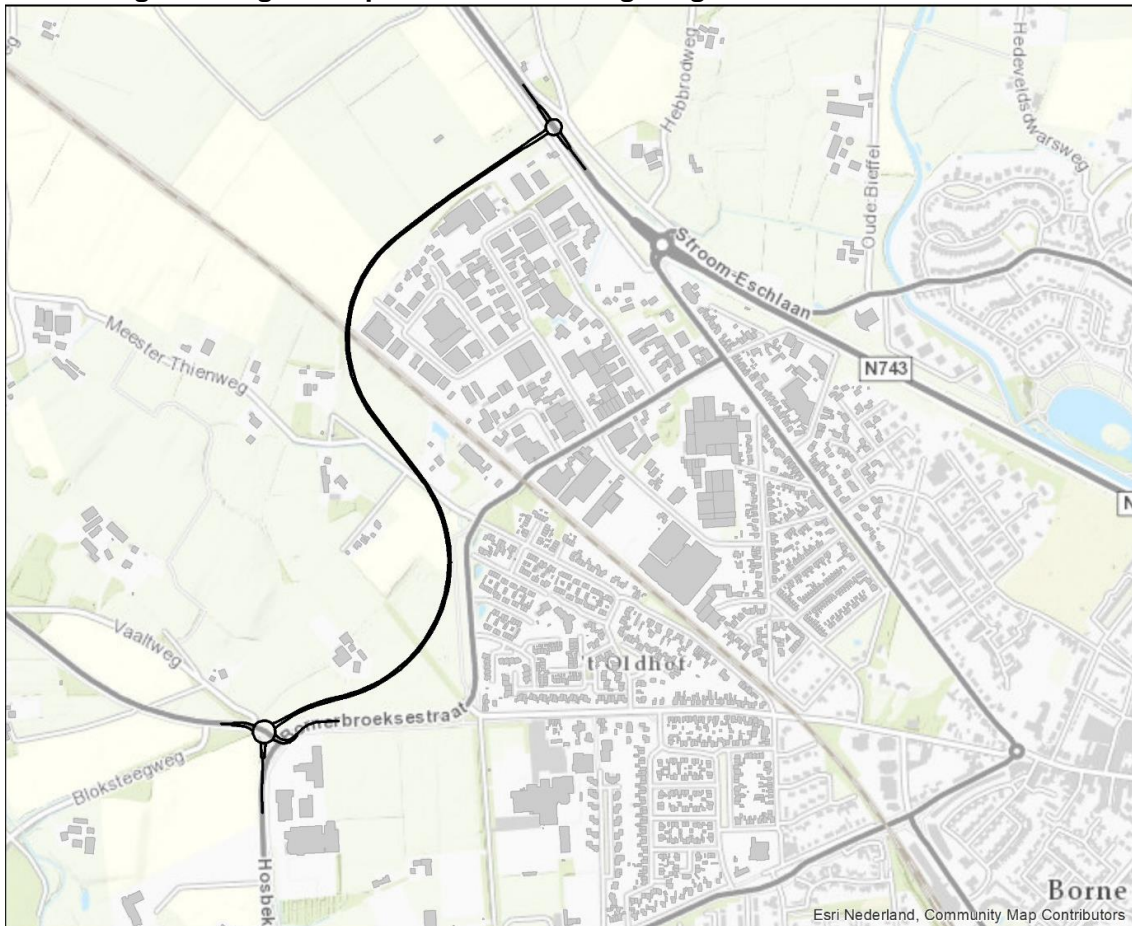 Hebbrodweg
Hedeveldsdwarsweg
Oude-Bieffel
Stroom-Eschlaan
N743
Meester-Thienweg
Vaaltweg
't Oldhof
Bornerbroeksestraat
Bloksteegweg
Hosbek
Borne
Esri Nederland, Community Map Contributors